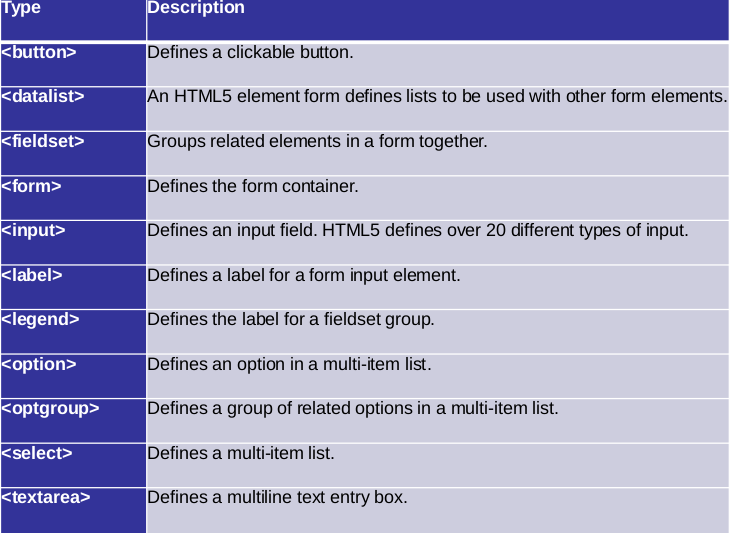 Type Description
<button> Defines a clickable button.
<datalist> An HTML5 element form defines lists to be used with other form elements.
<fieldset> Groups related elements in a form together.
<form> Defines the form container.
<input> Defines an input field. HTML5 defines over 20 different types of input.
<label> Defines a label for a form input element.
<legend> Defines the label for a fieldset group.
<option> Defines an option in a multi-item list.
<optgroup> Defines a group of related options in a multi-item list.
<select> Defines a multi-item list.
<textarea> Defines a multiline text entry box.